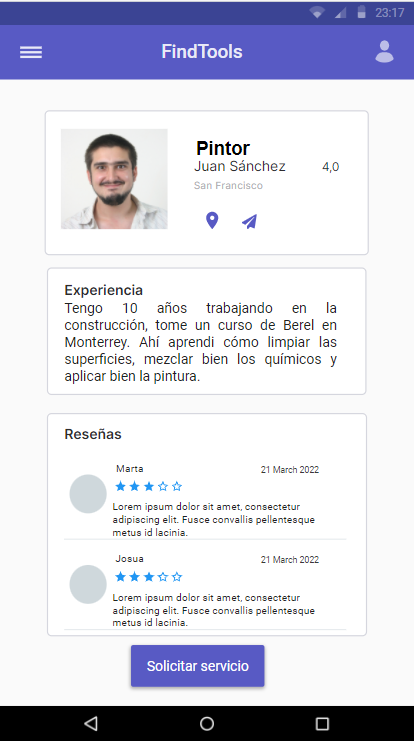 23:17
FindTools
Pintor
Juan Sánchez 4,0
San Francisco
Experiencia
Tengo 10 años trabajando en la
construcción, tome un curso de Berel en
Monterrey. Ahí aprendi cómo limpiar las
superficies, mezclar bien los químicos y
aplicar bien la pintura.
Reseñas
Marta 21 March 2022
Lorem ipsum dolor sit amet, consectetur
adipiscing elit. Fusce convallis pellentesque
metus id lacinia.
Josua 21 March 2022
Lorem ipsum dolor sit amet, consectetur
adipiscing elit. Fusce convallis pellentesque
metus id lacinia.
Solicitar servicio